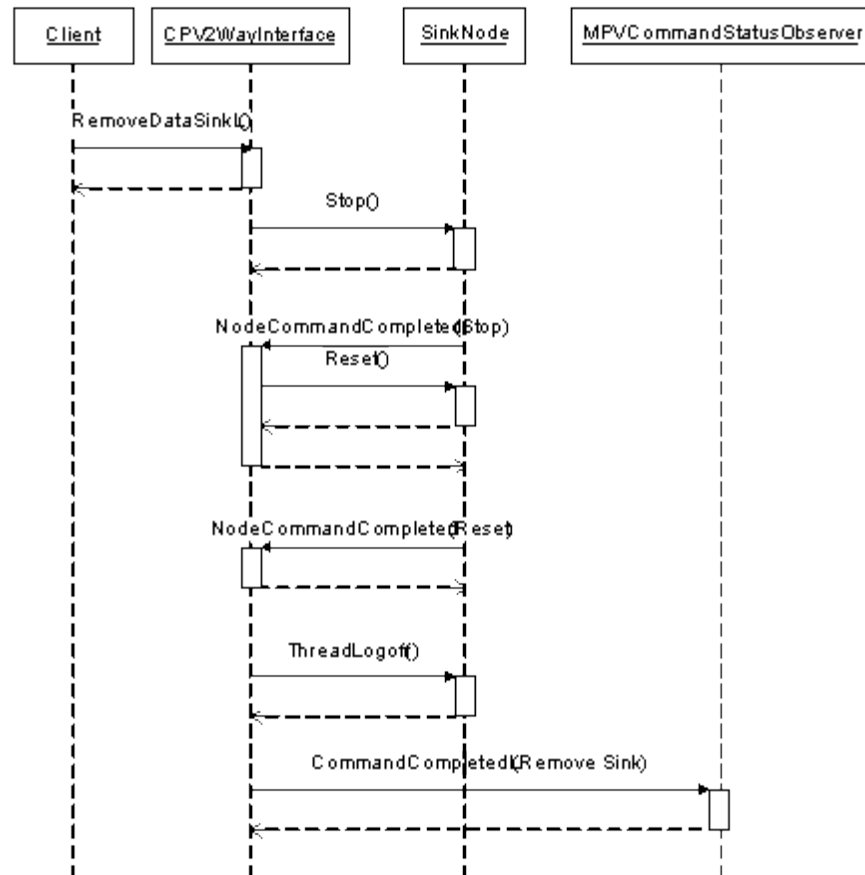 Client
CPV2WayInterface
SinkNode
MPVCommandStatusObserver
RemoveDataSinkL()
Stop()
NodeCommandCompleted(Stop)
Reset()
NodeCommandCompleted(Reset)
ThreadLogoff()
CommandCompletedL(Remove Sink)